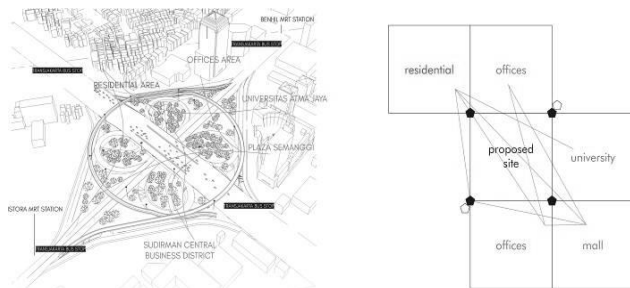 BENHIL MRT STATION
TRANSJAKARTA BUS STOP
OFFICES AREA
TRANSJAKARTA BUS STOP
RESIDENTIAL AREA
UNIVERSITAS ATMA JAYA
PLAZA SEMANGGI
ISTORA MRT STATION
TRANSJAKARTA BUS STOP
TRANSJAKARTA BUS STOP
SUDIRMAN CENTRAL
BUSINESS DISTRICT
residential
offices
proposed
site
university
offices
mall